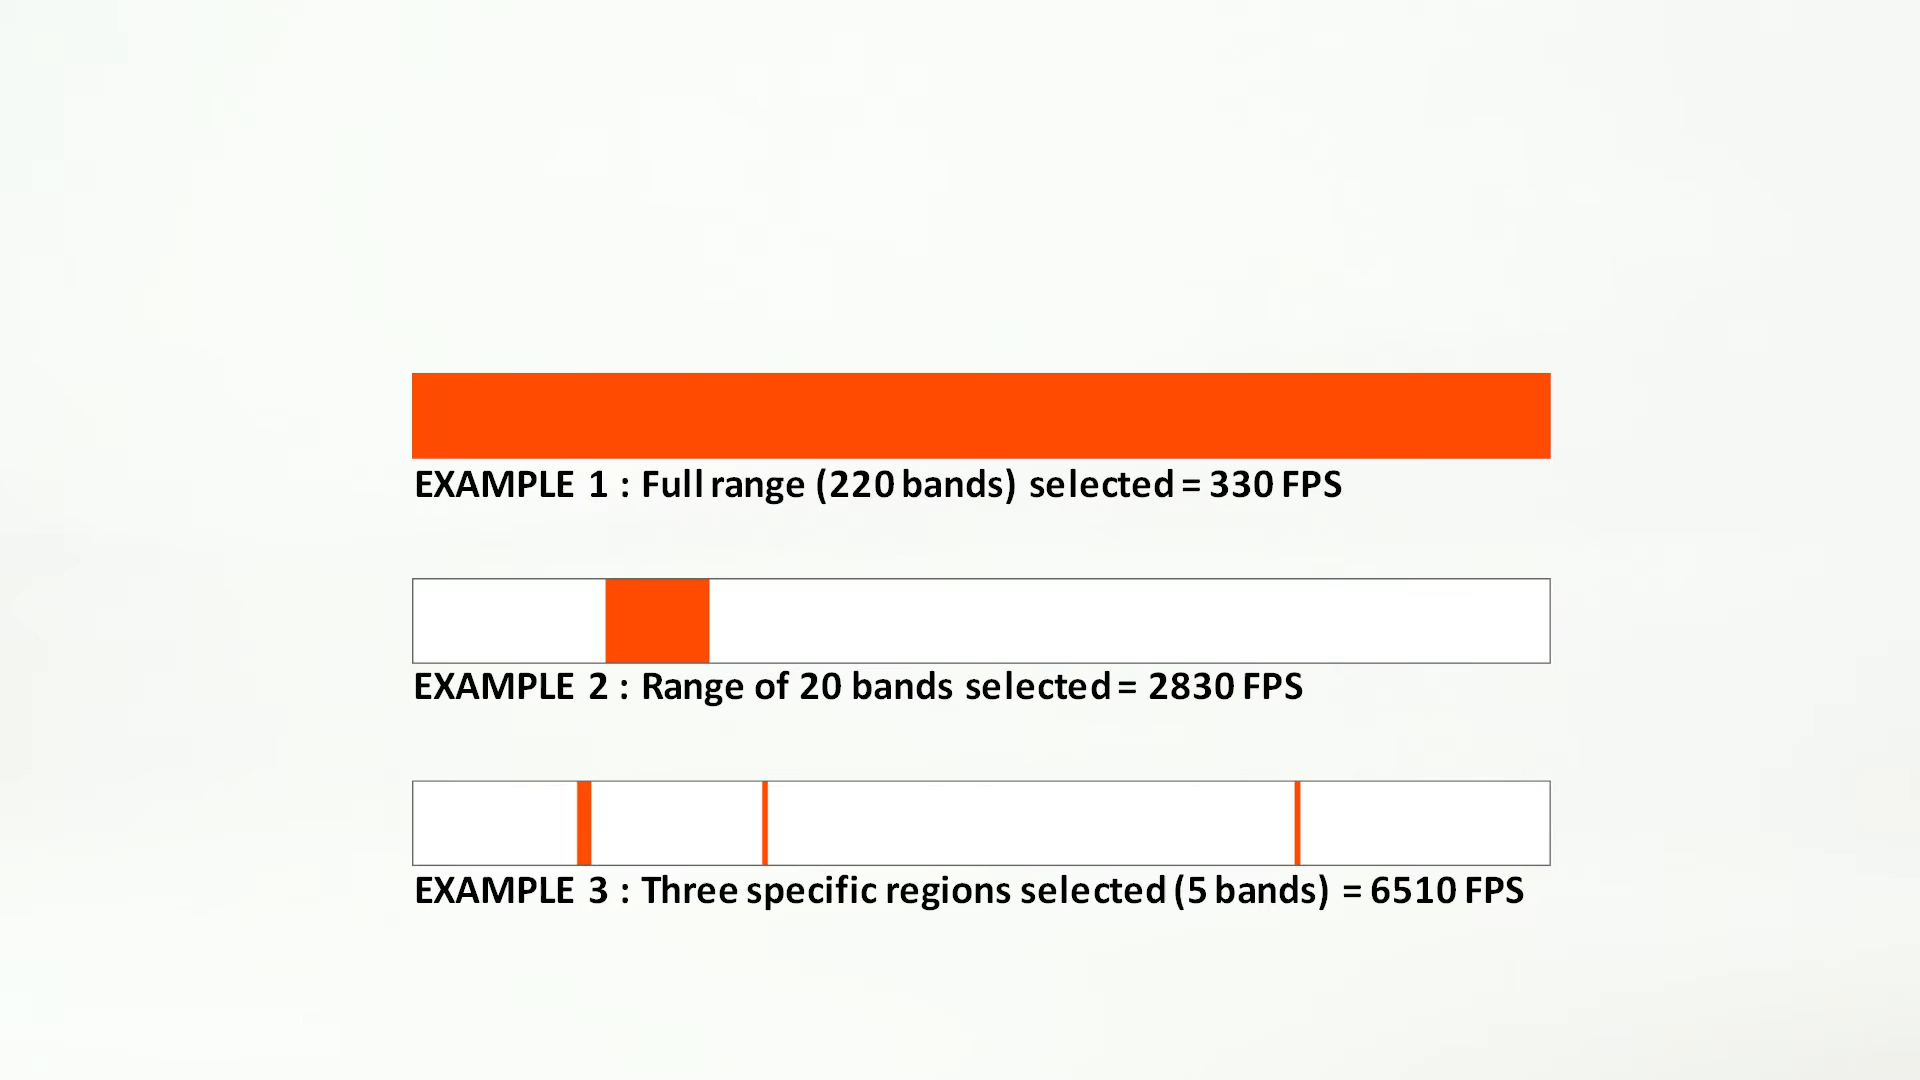 EXAMPLE 1 : Full range (220 bands) selected = 330 FPS
EXAMPLE 2 : Range of 20 bands selected = 2830 FPS
EXAMPLE 3 : Three specific regions selected (5 bands) = 6510 FPS